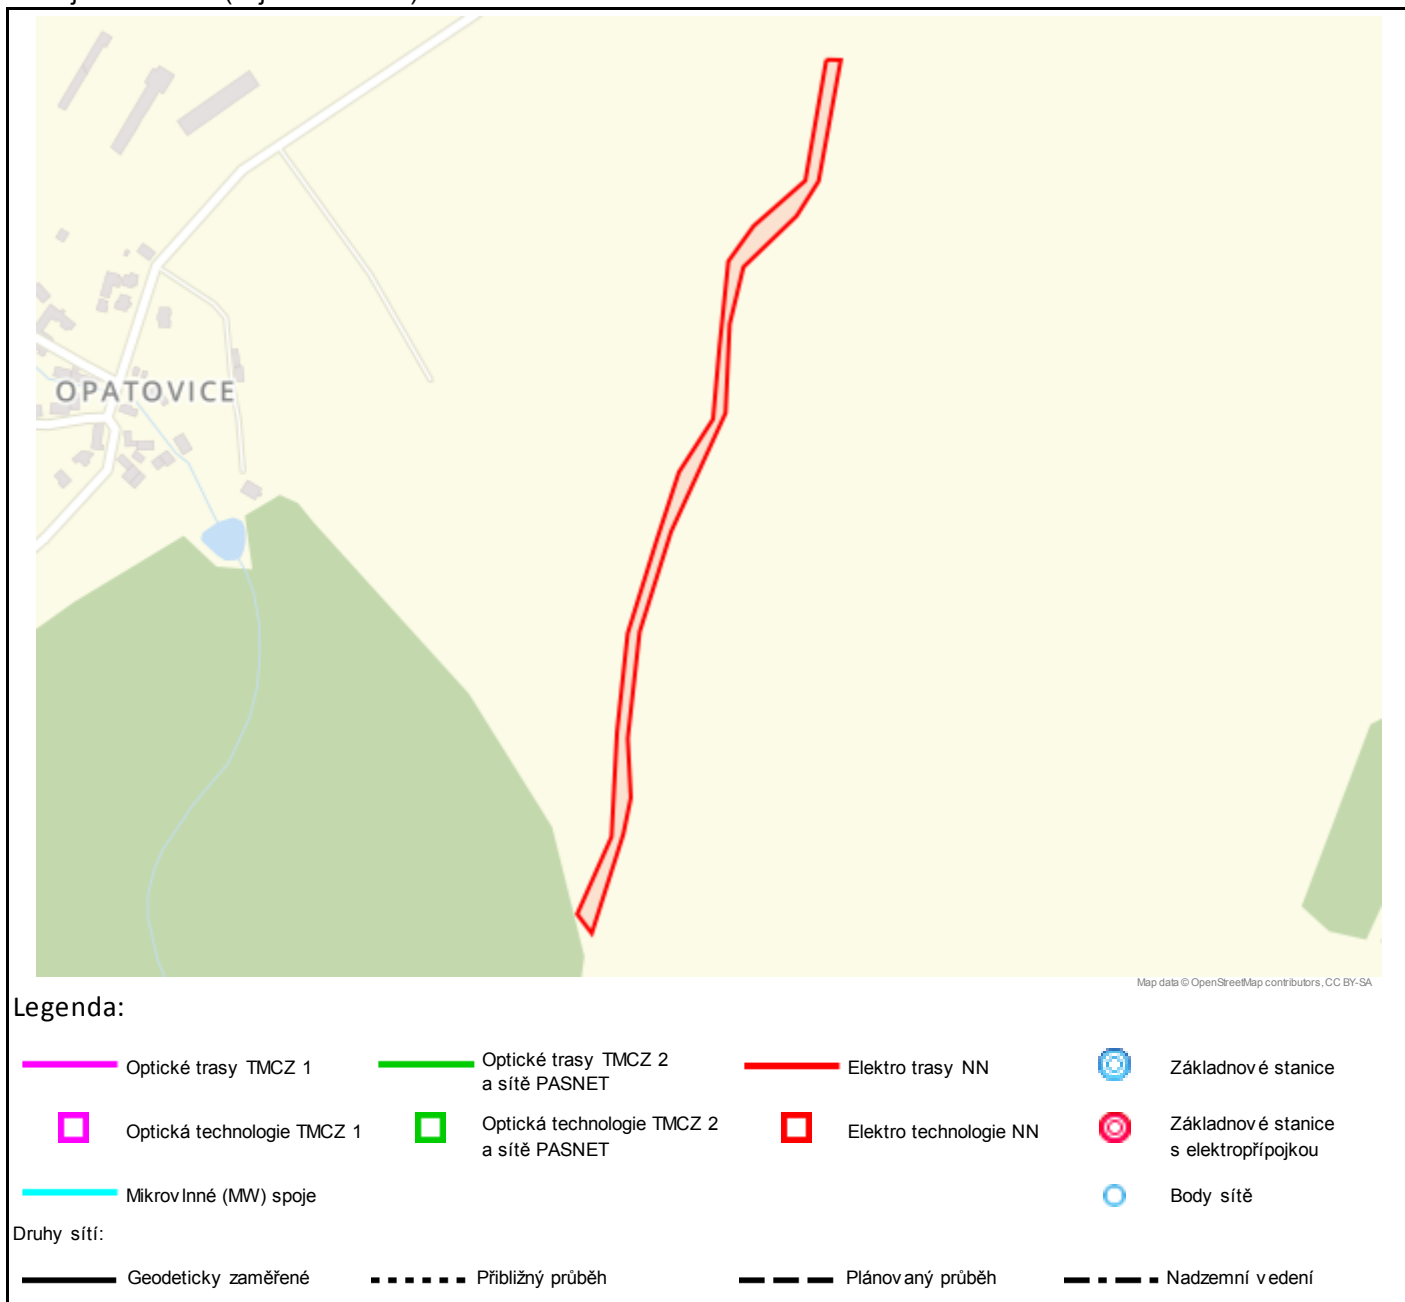 OPATOVICE
Map data © OpenStreetMap contributors, CC BY-SA
Legenda:
Optické trasy TMCZ 1
Optické trasy TMCZ 2
a sítě PASNET
Elektro trasy NN
Základnové stanice
Optická technologie TMCZ 1
Optická technologie TMCZ 2
a sítě PASNET
Elektro technologie NN
Základnové stanice
s elektropřípojkou
Mikrovlnné (MW) spoje
Body sítě
Druhy sítí:
Geodeticky zaměřené
Přibližný průběh
Plánovaný průběh
Nadzemní vedení